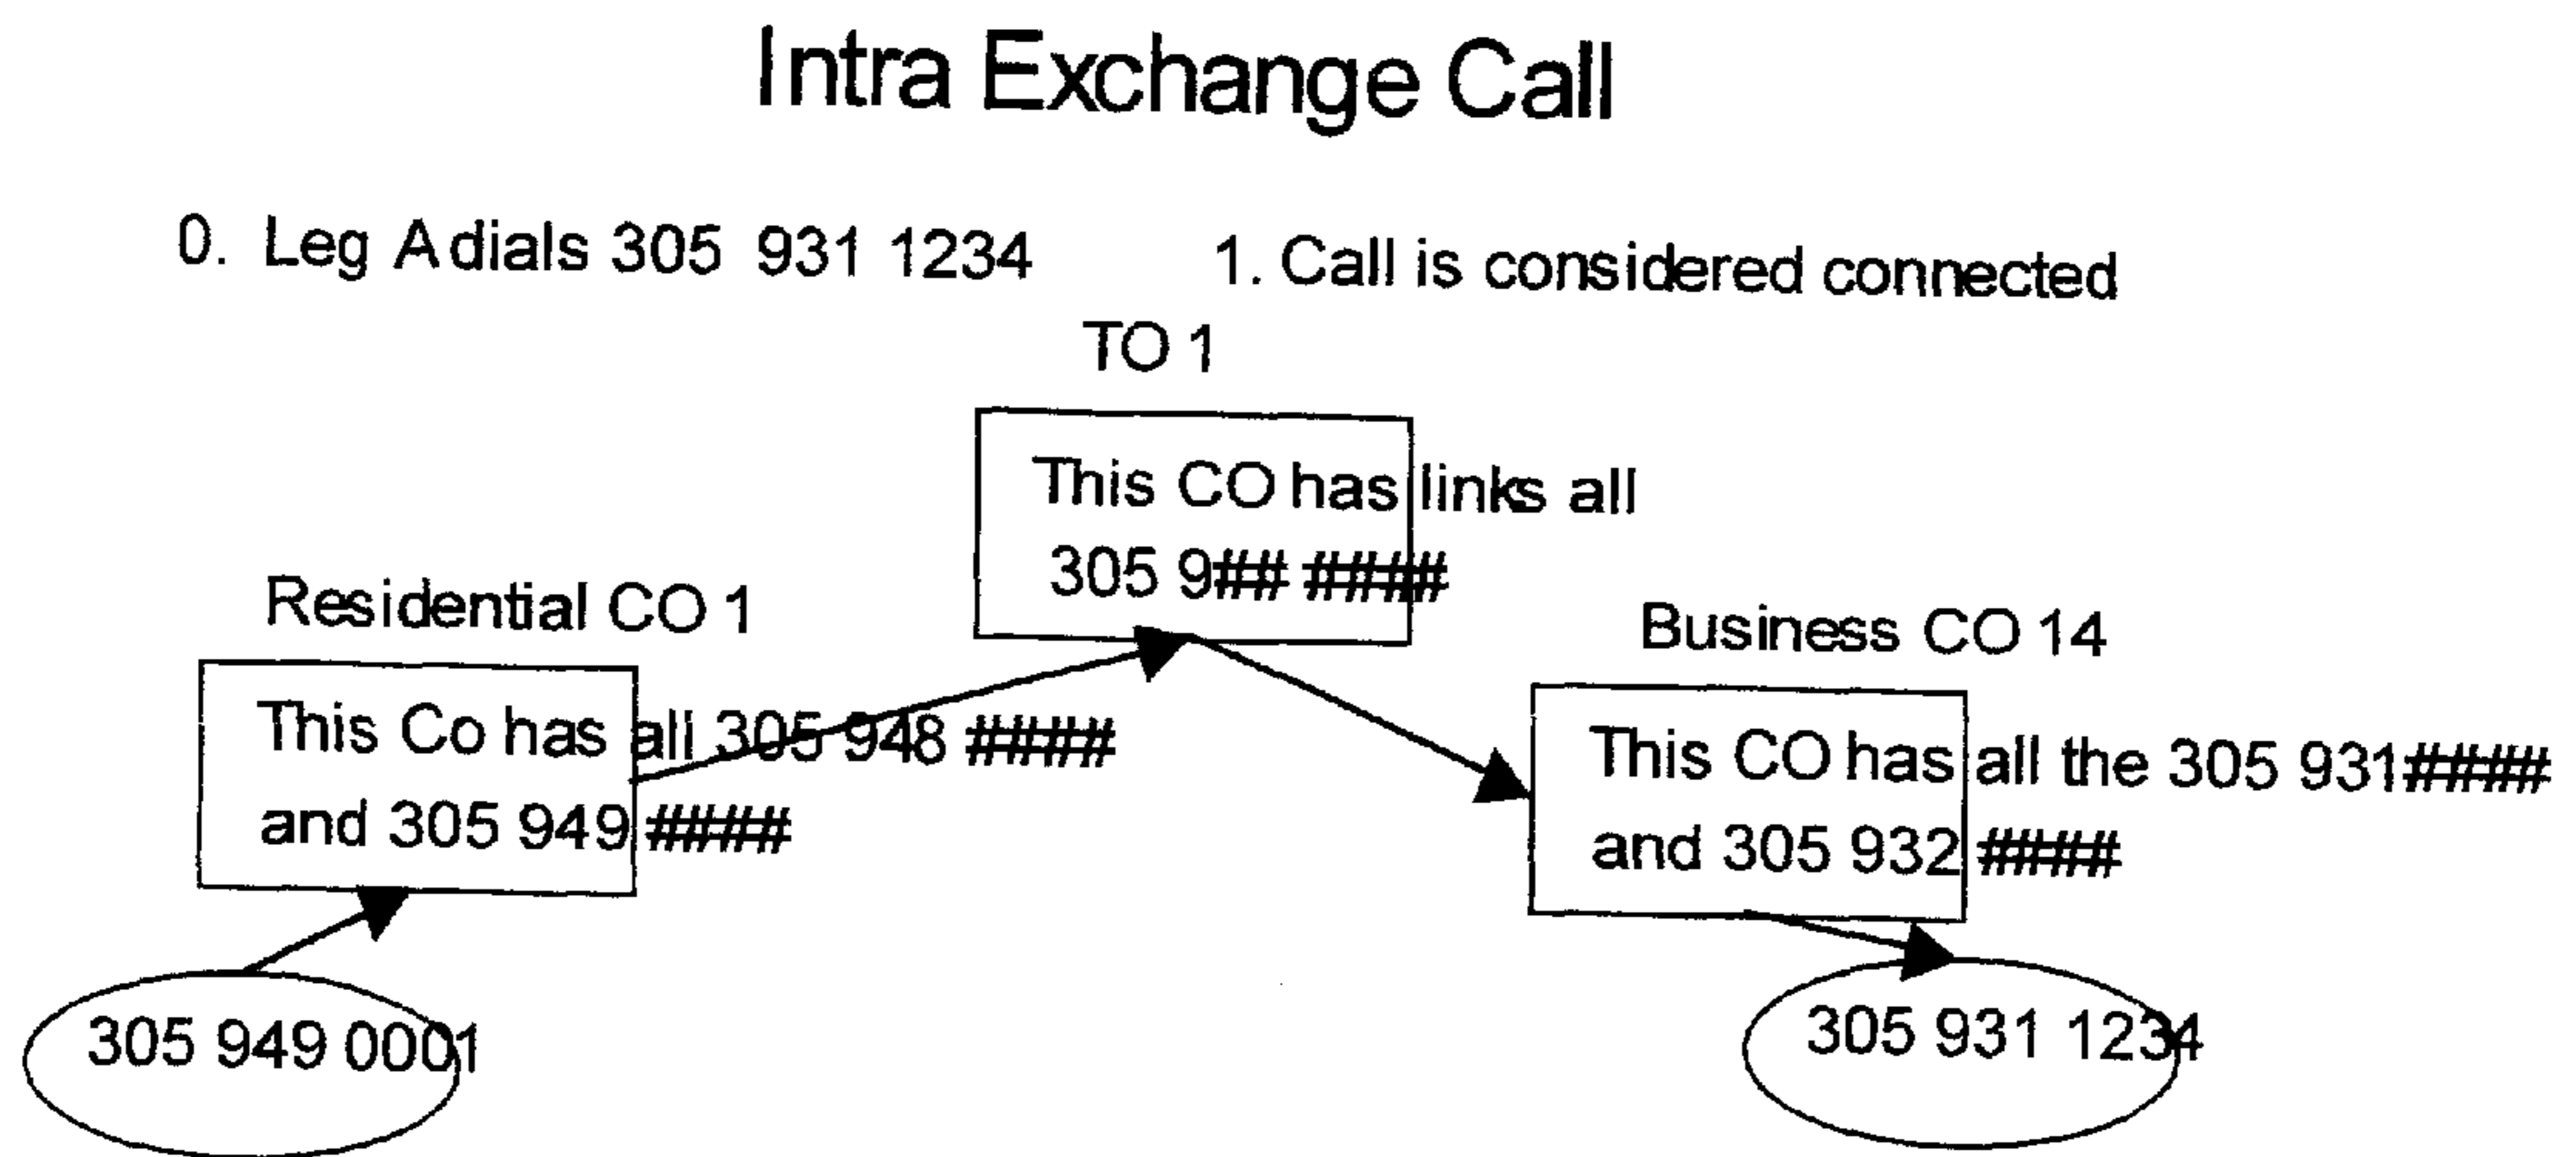 Intra Exchange Call
0. Leg A dials 305 931 1234
1. Call is considered connected
TO 1
This CO has links all
305 9## ####
Residential CO 1
This Co has all 305 948 ####
and 305 949 ####
Business CO 14
This CO has all the 305 931####
and 305 932 ####
305 949 0001
305 931 1234